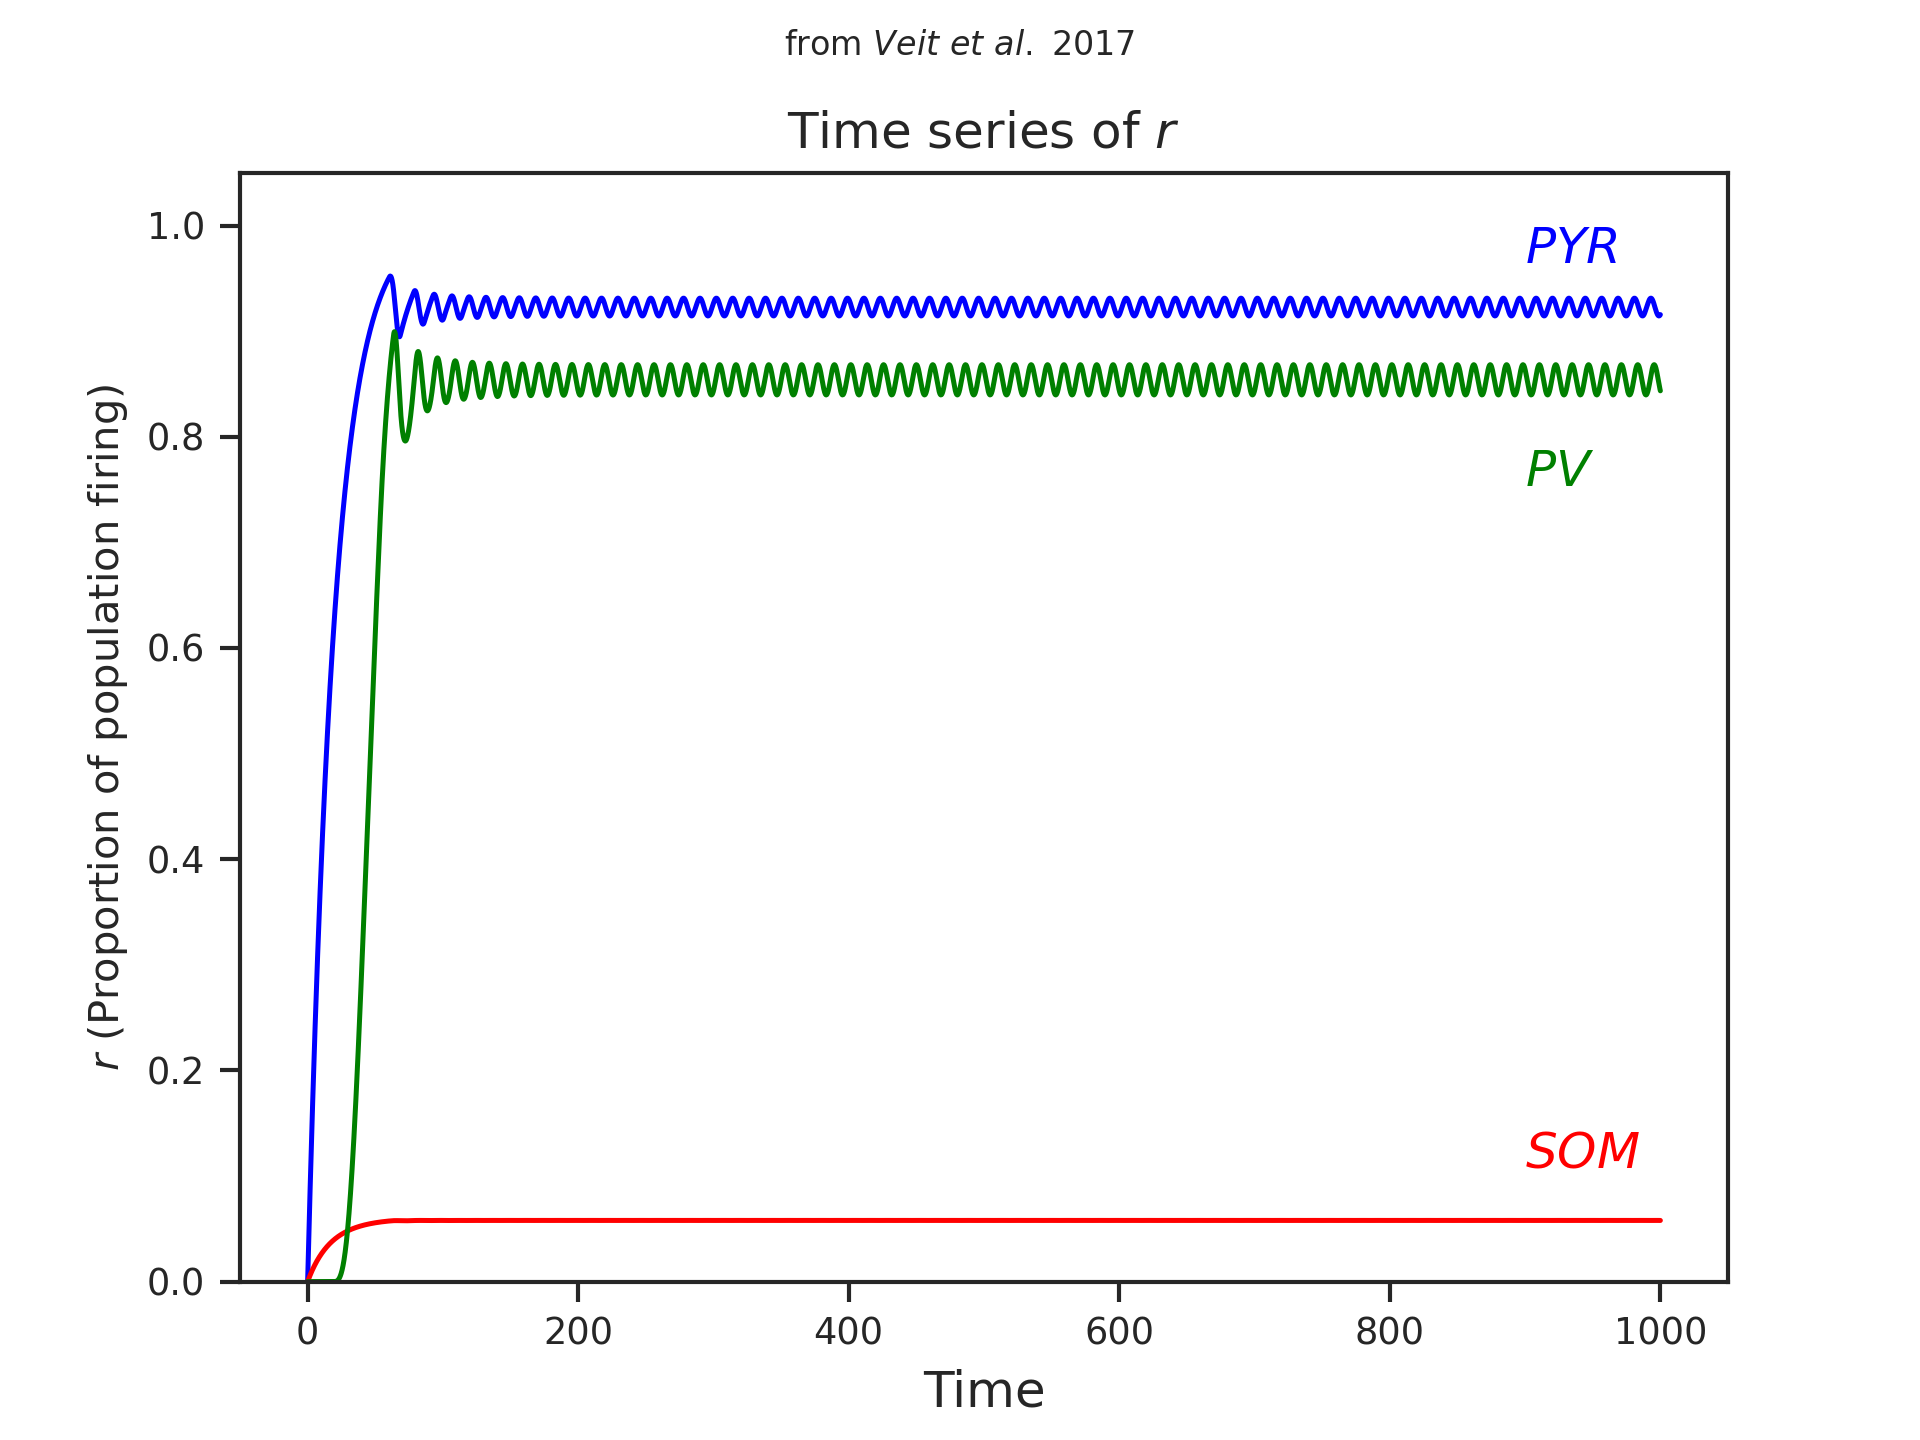 from Veit et al. 2017
Time series of r
1.0
0.8
0.6
0.4
0.2
0.0
r (Proportion of population firing)
PYR
PV
SOM
0 200 400 600 800 1000
Time